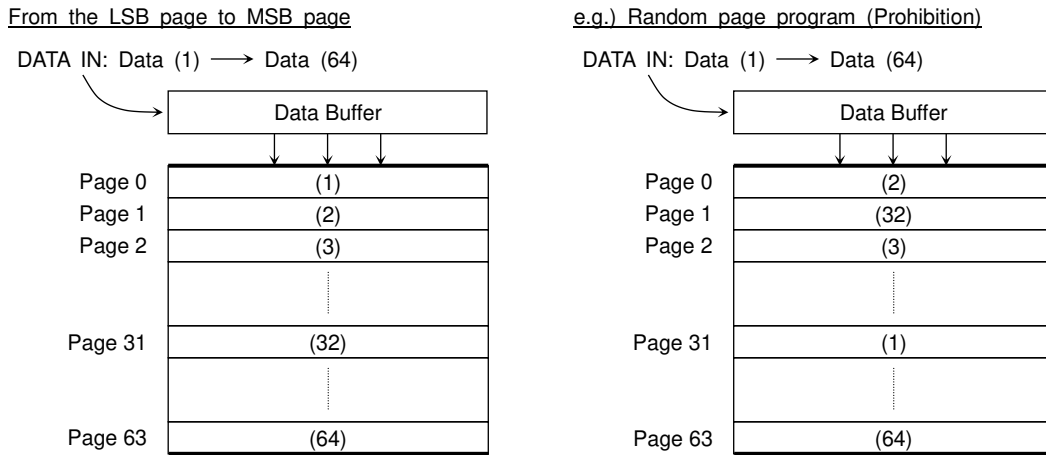 From the LSB page to MSB page
DATA IN: Data (1) → Data (64)
Data Buffer
Page 0 (1)
Page 1 (2)
Page 2 (3)
Page 31 (32)
Page 63 (64)
e.g.) Random page program (Prohibition)
DATA IN: Data (1) → Data (64)
Data Buffer
Page 0 (2)
Page 1 (32)
Page 2 (3)
Page 31 (1)
Page 63 (64)